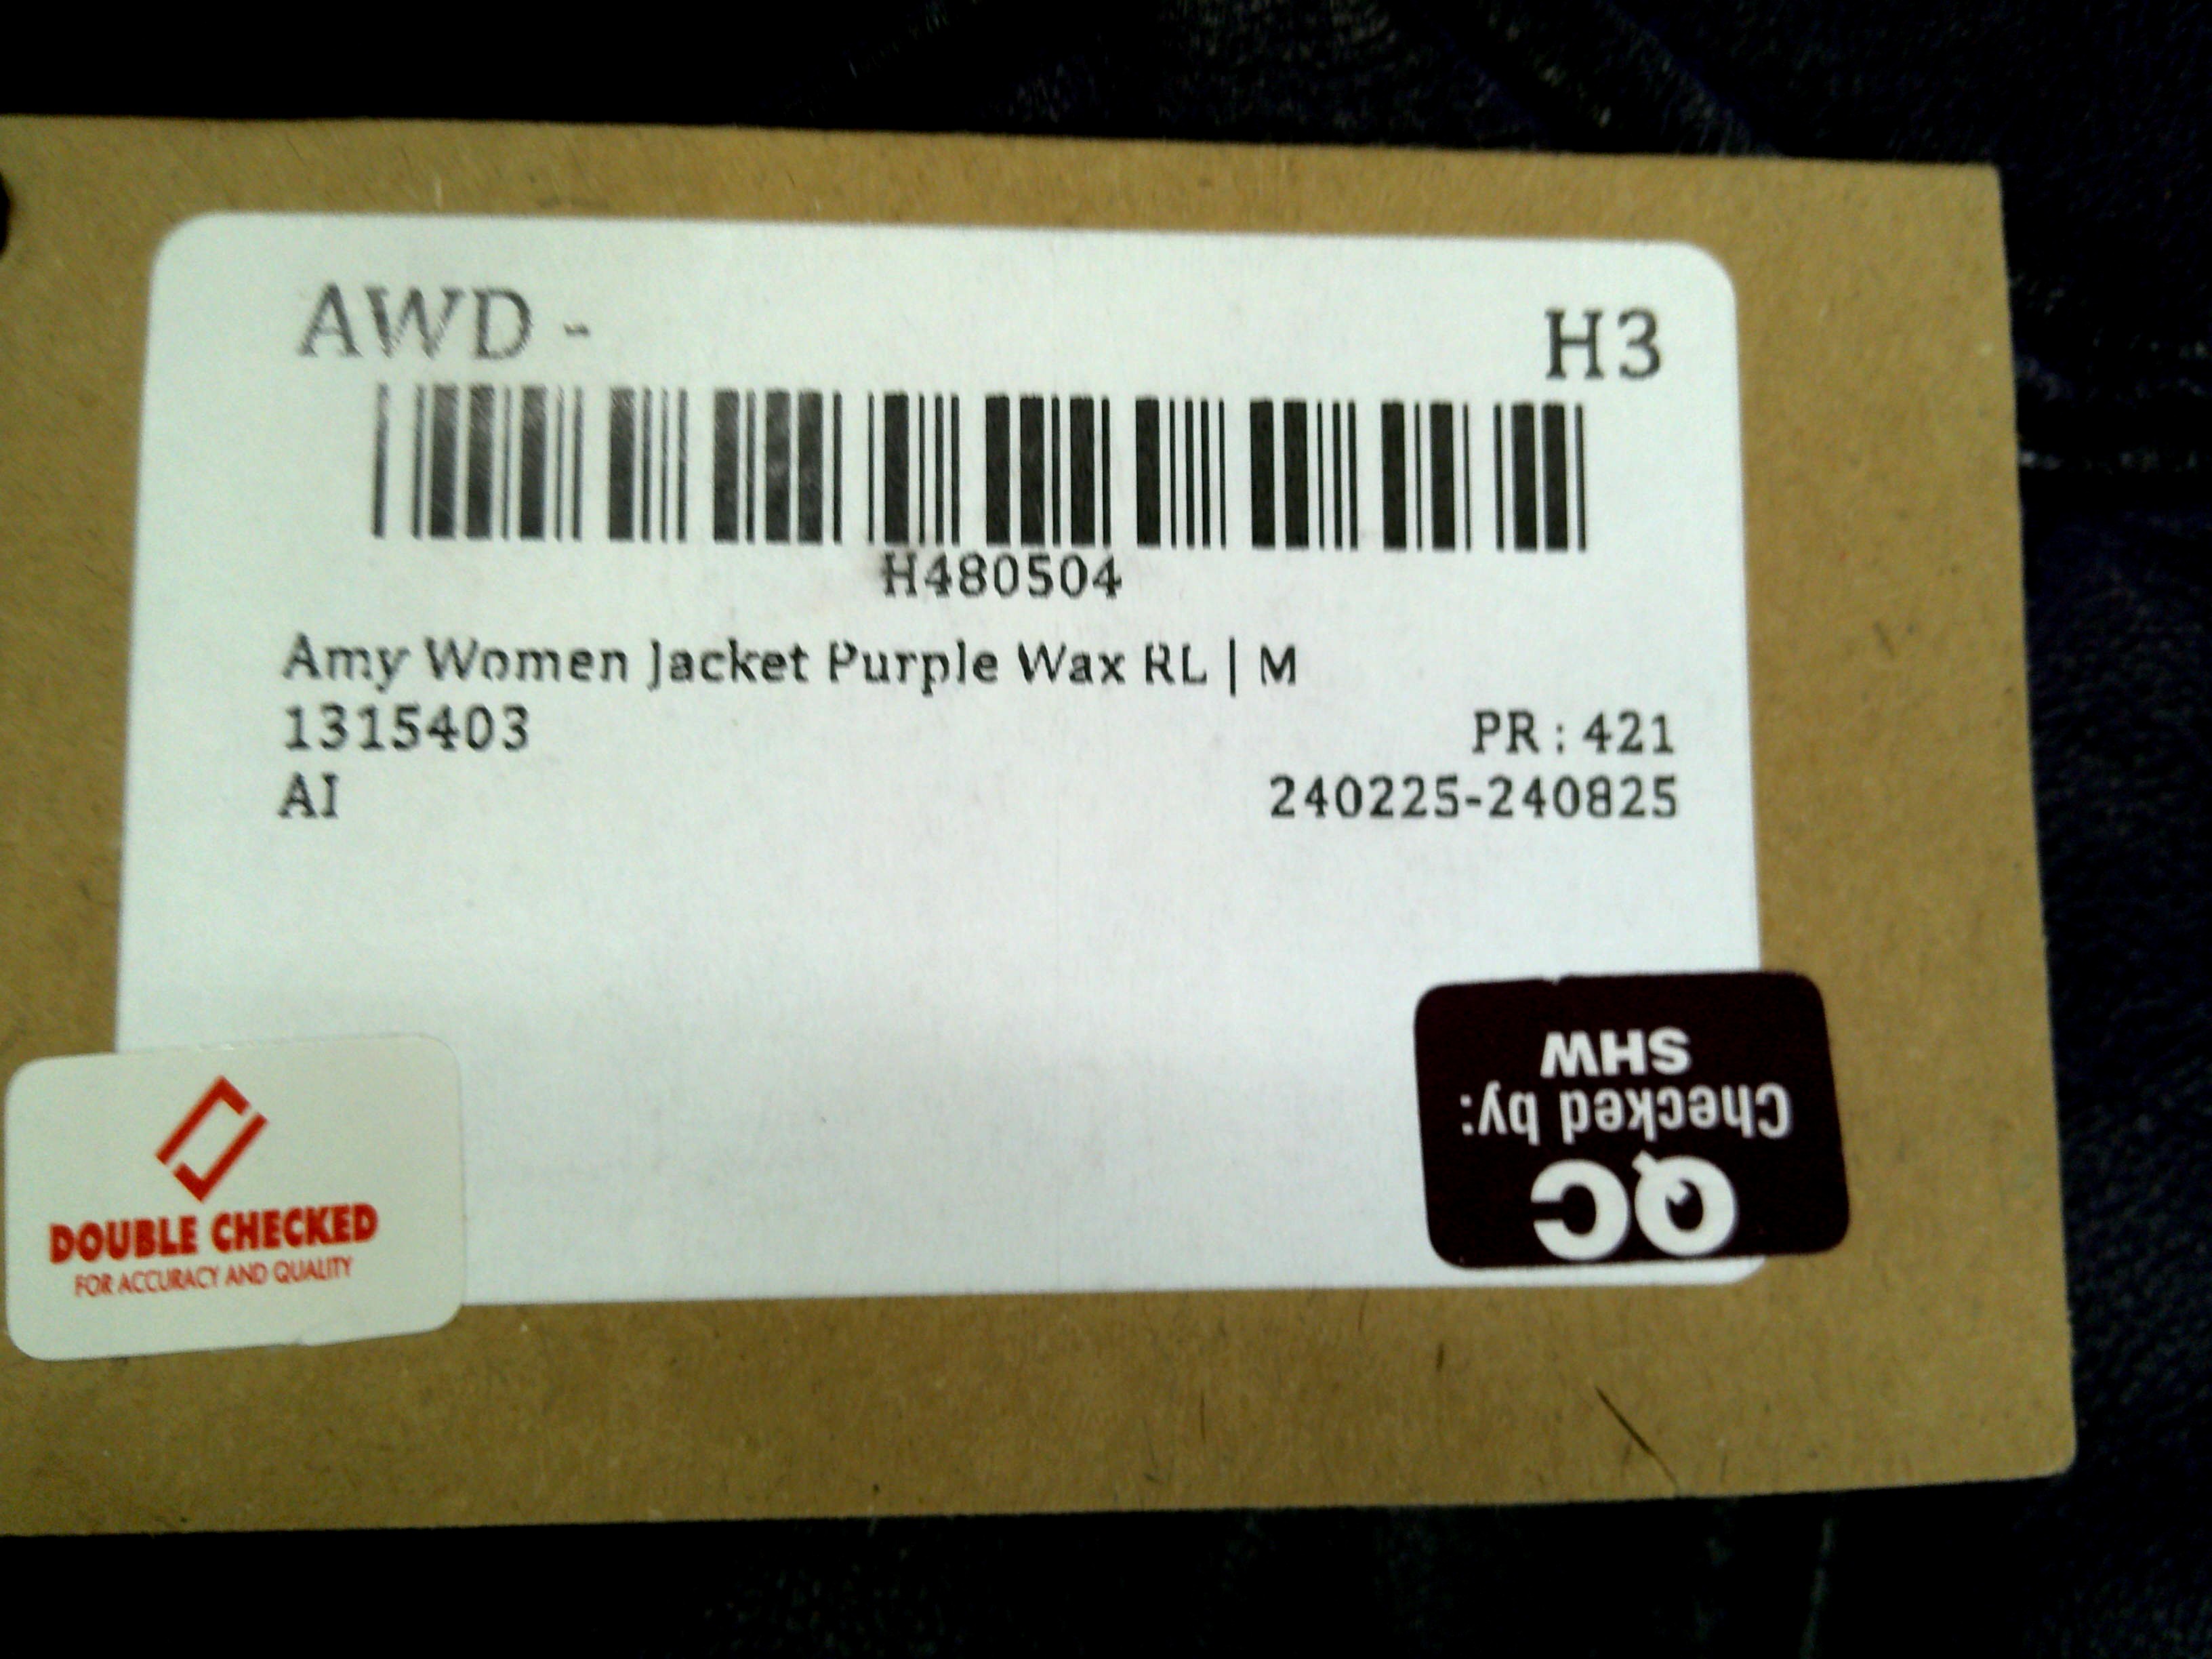 AWD - H3
H480504
Amy Women Jacket Purple Wax RL | M
1315403 PR : 421
AI 240225-240825
DOUBLE CHECKED
FOR ACCURACY AND QUALITY
QC
Checked by:
SHW